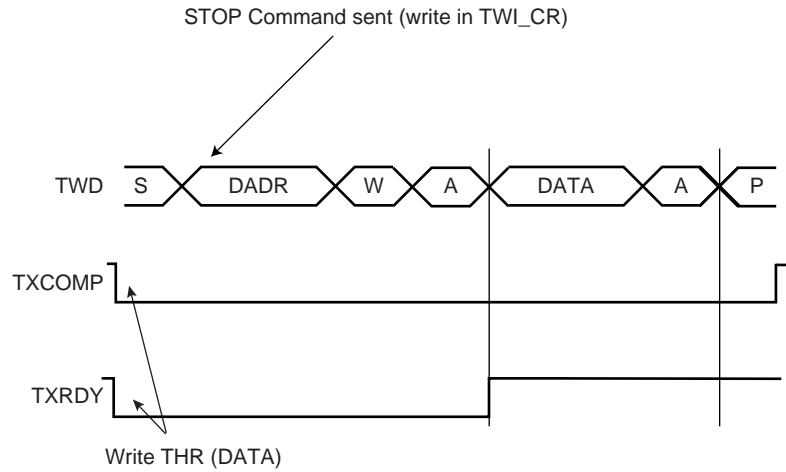 STOP Command sent (write in TWI_CR)
TWD S DADR W A DATA A P
TXCOMP
TXRDY
Write THR (DATA)